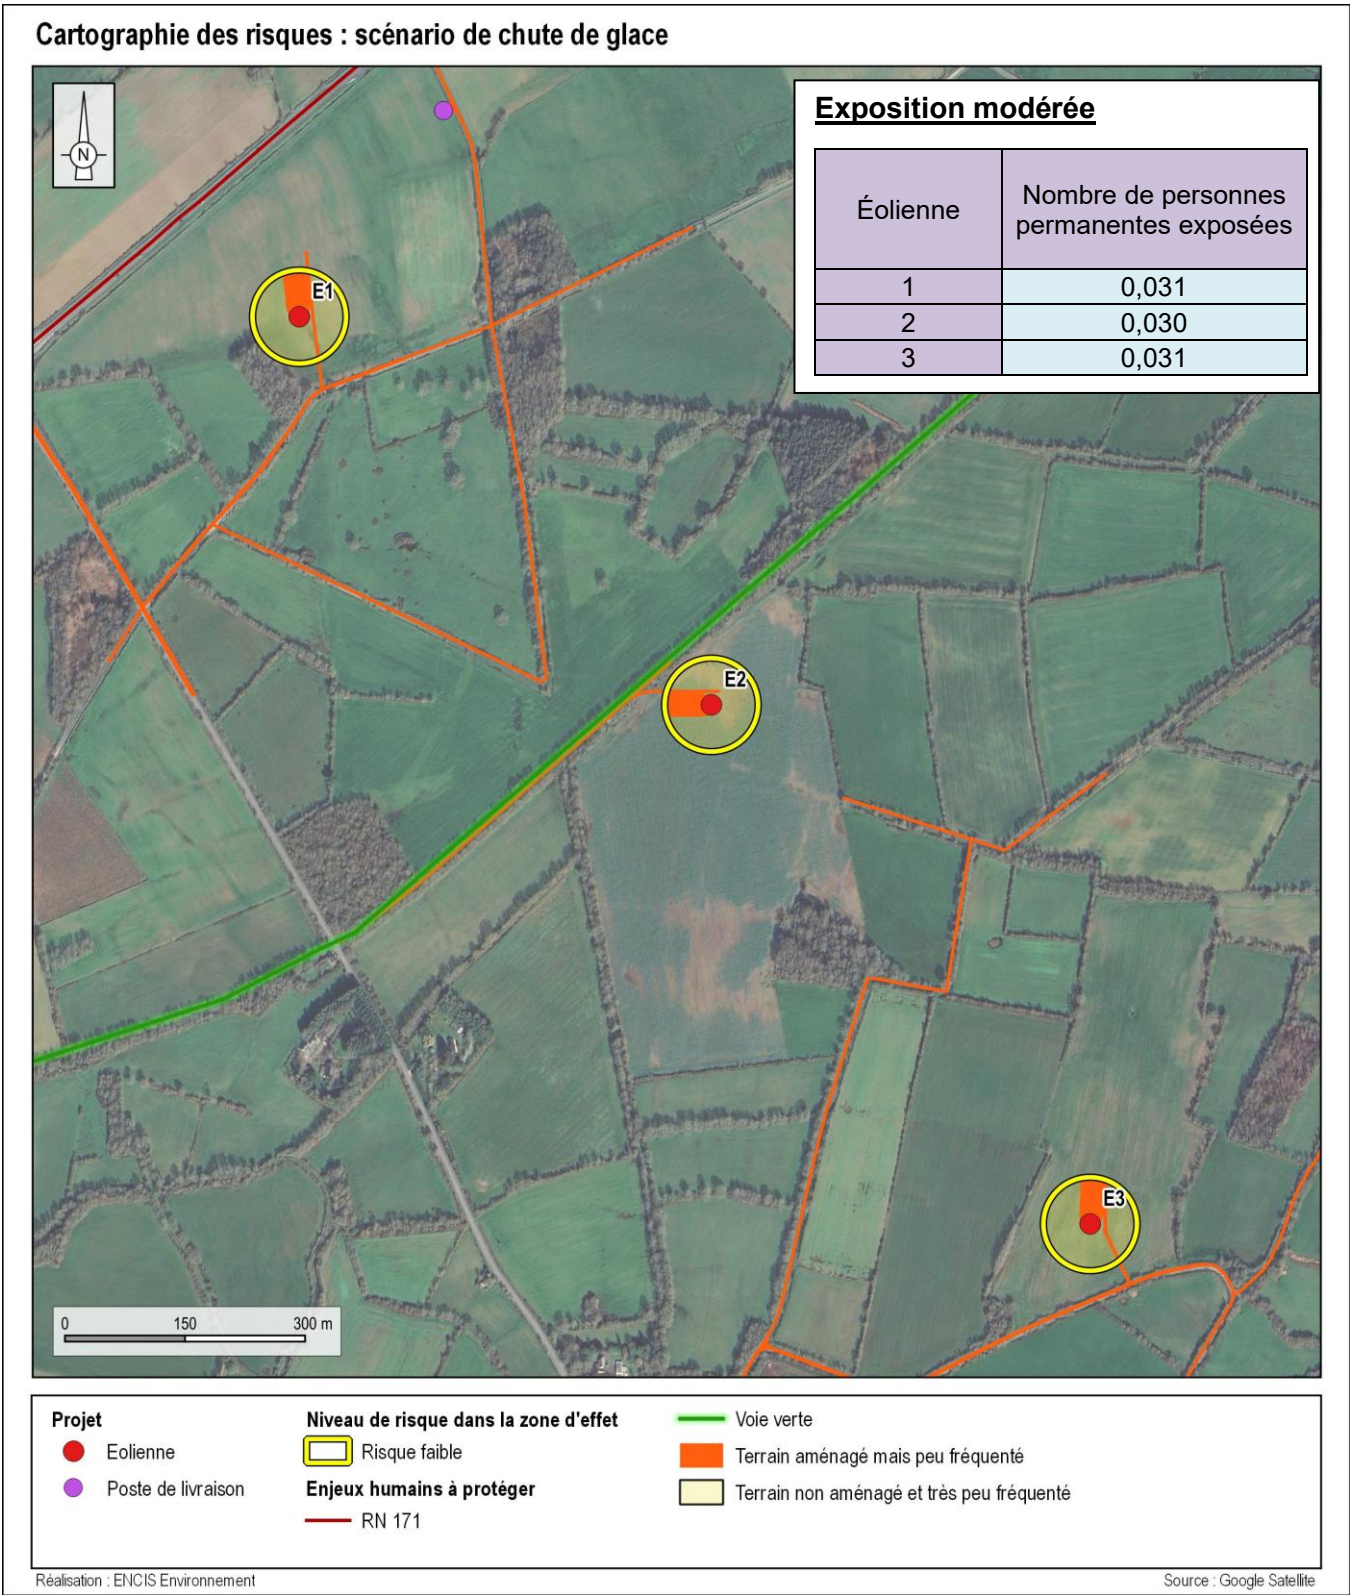 Cartographie des risques : scénario de chute de glace
N
Exposition modérée
Éolienne
Nombre de personnes
permanentes exposées
1 0,031
2 0,030
3 0,031
E1
E2
E3
0 150 300 m
Projet
Eolienne
Poste de livraison
Niveau de risque dans la zone d'effet
Risque faible
Enjeux humains à protéger
RN 171
Voie verte
Terrain aménagé mais peu fréquenté
Terrain non aménagé et très peu fréquenté
Réalisation : ENCIS Environnement
Source : Google Satellite